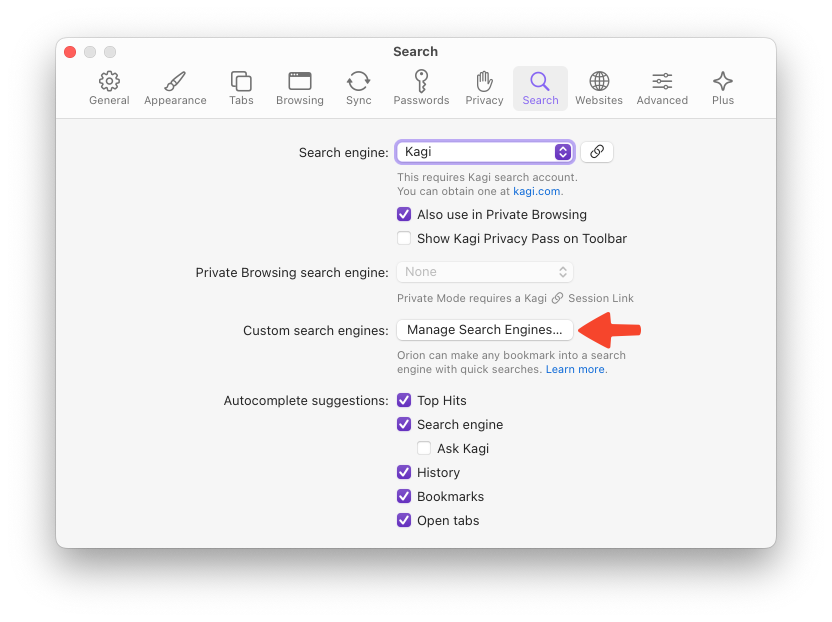 Search
General Appearance Tabs Browsing Sync Passwords Privacy Search Websites Advanced Plus
Search engine: Kagi
This requires Kagi search account.
You can obtain one at kagi.com.
Also use in Private Browsing
Show Kagi Privacy Pass on Toolbar
Private Browsing search engine: None
Private Mode requires a Kagi Session Link
Custom search engines: Manage Search Engines...
Orion can make any bookmark into a search
engine with quick searches. Learn more.
Autocomplete suggestions: Top Hits
Search engine
Ask Kagi
History
Bookmarks
Open tabs